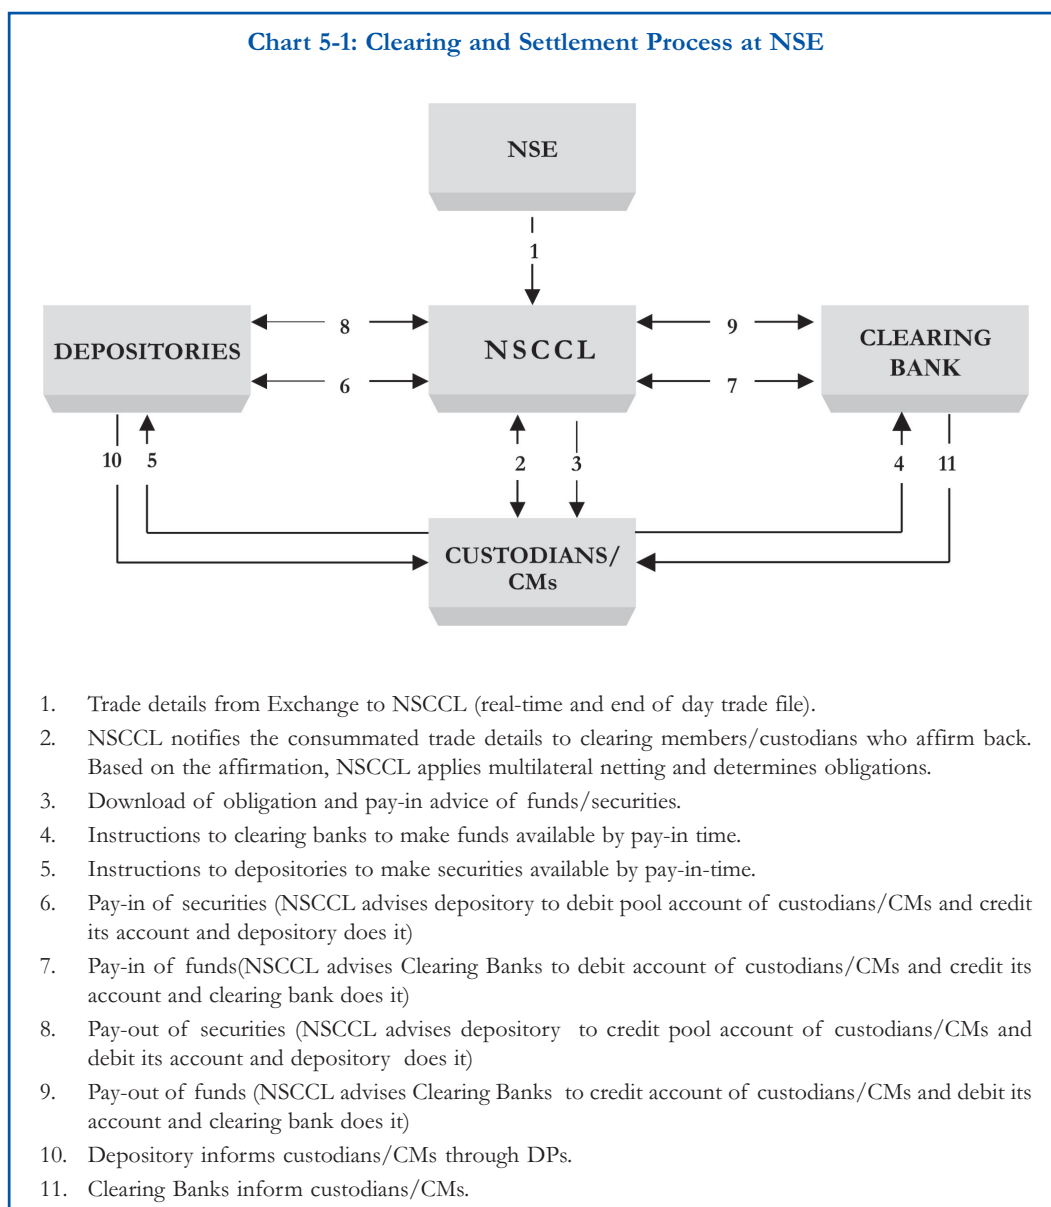 Chart 5-1: Clearing and Settlement Process at NSE
NSE
1
DEPOSITORIES
8
6
NSCCL
9
7
CLEARING
BANK
10
5
2
3
4
11
CUSTODIANS/
CMs
1. Trade details from Exchange to NSCCL (real-time and end of day trade file).
2. NSCCL notifies the consummated trade details to clearing members/custodians who affirm back.
Based on the affirmation, NSCCL applies multilateral netting and determines obligations.
3. Download of obligation and pay-in advice of funds/securities.
4. Instructions to clearing banks to make funds available by pay-in time.
5. Instructions to depositories to make securities available by pay-in-time.
6. Pay-in of securities (NSCCL advises depository to debit pool account of custodians/CMs and credit
its account and depository does it)
7. Pay-in of funds(NSCCL advises Clearing Banks to debit account of custodians/CMs and credit its
account and clearing bank does it)
8. Pay-out of securities (NSCCL advises depository to credit pool account of custodians/CMs and
debit its account and depository does it)
9. Pay-out of funds (NSCCL advises Clearing Banks to credit account of custodians/CMs and debit its
account and clearing bank does it)
10. Depository informs custodians/CMs through DPs.
11. Clearing Banks inform custodians/CMs.